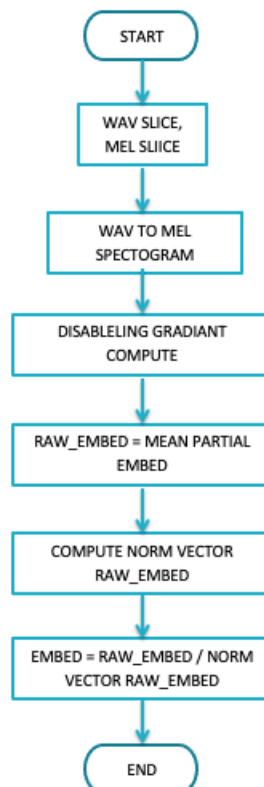 START
WAV SLICE,
MEL SLIICE
WAV TO MEL
SPECTOGRAM
DISABLELING GRADIANT
COMPUTE
RAW_EMBED = MEAN PARTIAL
EMBED
COMPUTE NORM VECTOR
RAW_EMBED
EMBED = RAW_EMBED / NORM
VECTOR RAW_EMBED
END